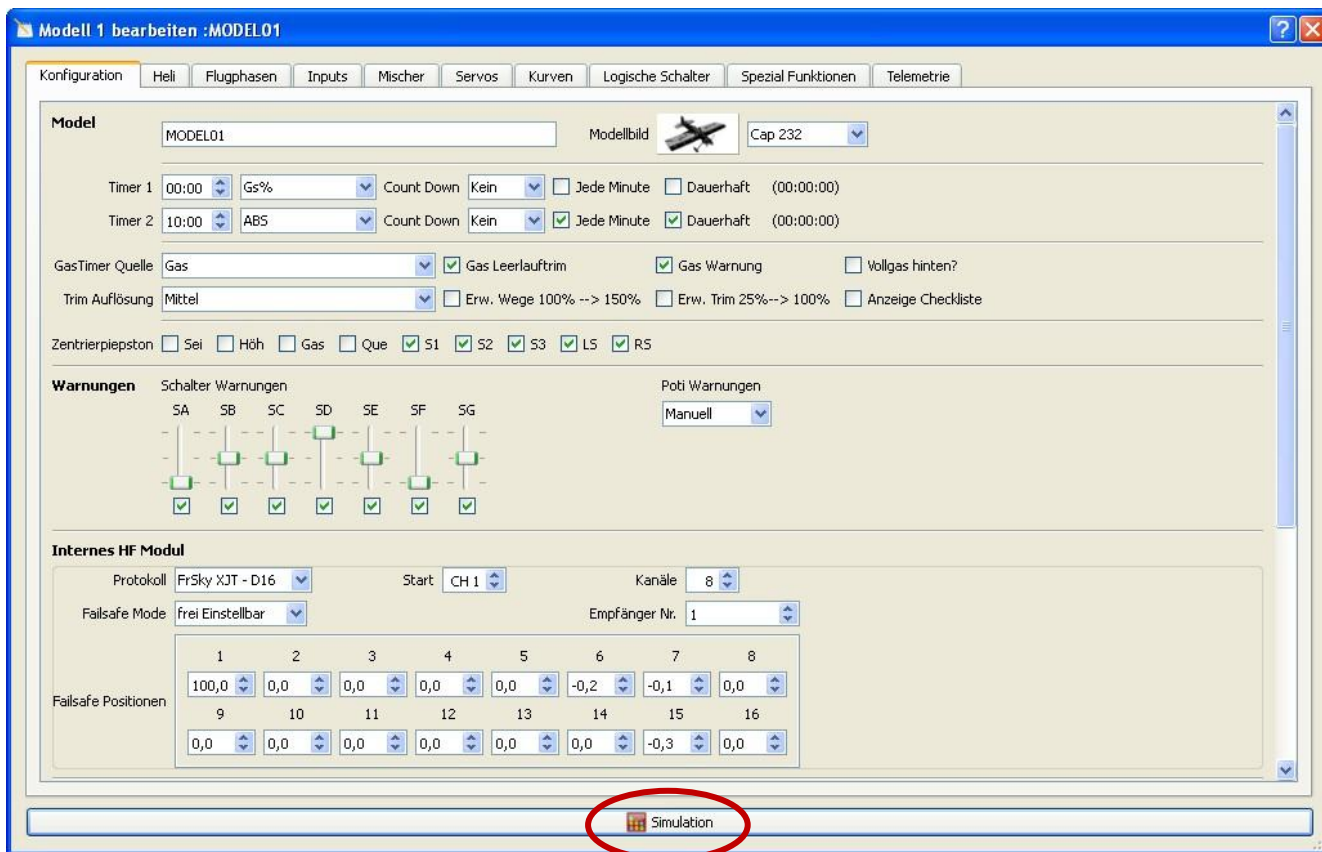 Modell 1 bearbeiten :MODEL01
Konfiguration Heli Flugphasen Inputs Mischer Servos Kurven Logische Schalter Spezial Funktionen Telemetrie
Model MODEL01 Modellbild Cap 232
Timer 1 00:00 Gs% Count Down Kein Jede Minute Dauerhaft (00:00:00)
Timer 2 10:00 ABS Count Down Kein Jede Minute Dauerhaft (00:00:00)
GasTimer Quelle Gas Gas Leerlauftrim Gas Warnung Vollgas hinten?
Trim Auflösung Mittel Erw. Wege 100% --> 150% Erw. Trim 25%--> 100% Anzeige Checkliste
Zentrierpiepston Sei Höh Gas Que S1 S2 S3 LS RS
Warnungen Schalter Warnungen Poti Warnungen
SA SB SC SD SE SF SG Manuell
Internes HF Modul
Protokoll FrSky XJT - D16 Start CH 1 Kanäle 8
Failsafe Mode frei Einstellbar Empfänger Nr. 1
1 2 3 4 5 6 7 8
100,0 0,0 0,0 0,0 0,0 -0,2 -0,1 0,0
Failsafe Positionen
9 10 11 12 13 14 15 16
0,0 0,0 0,0 0,0 0,0 0,0 -0,3 0,0
Simulation